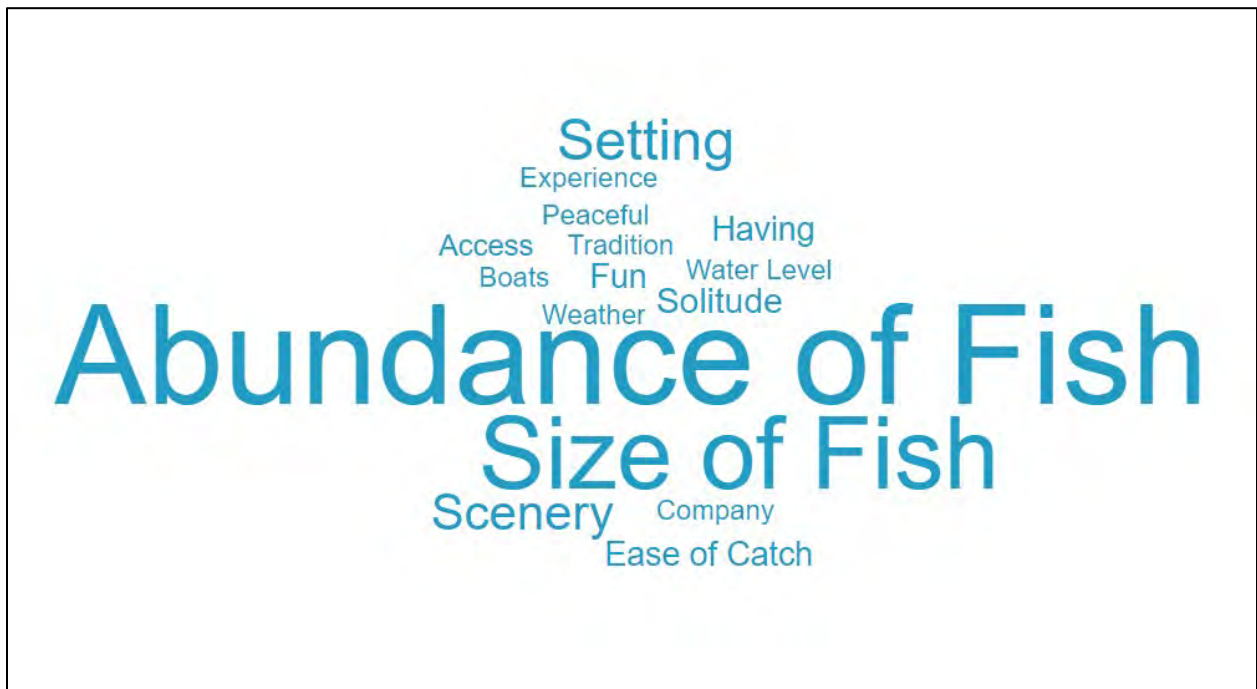 Setting
Experience
Peaceful
Having
Access
Tradition
Boats
Fun
Water Level
Weather
Solitude
Abundance of Fish
Size of Fish
Scenery
Company
Ease of Catch